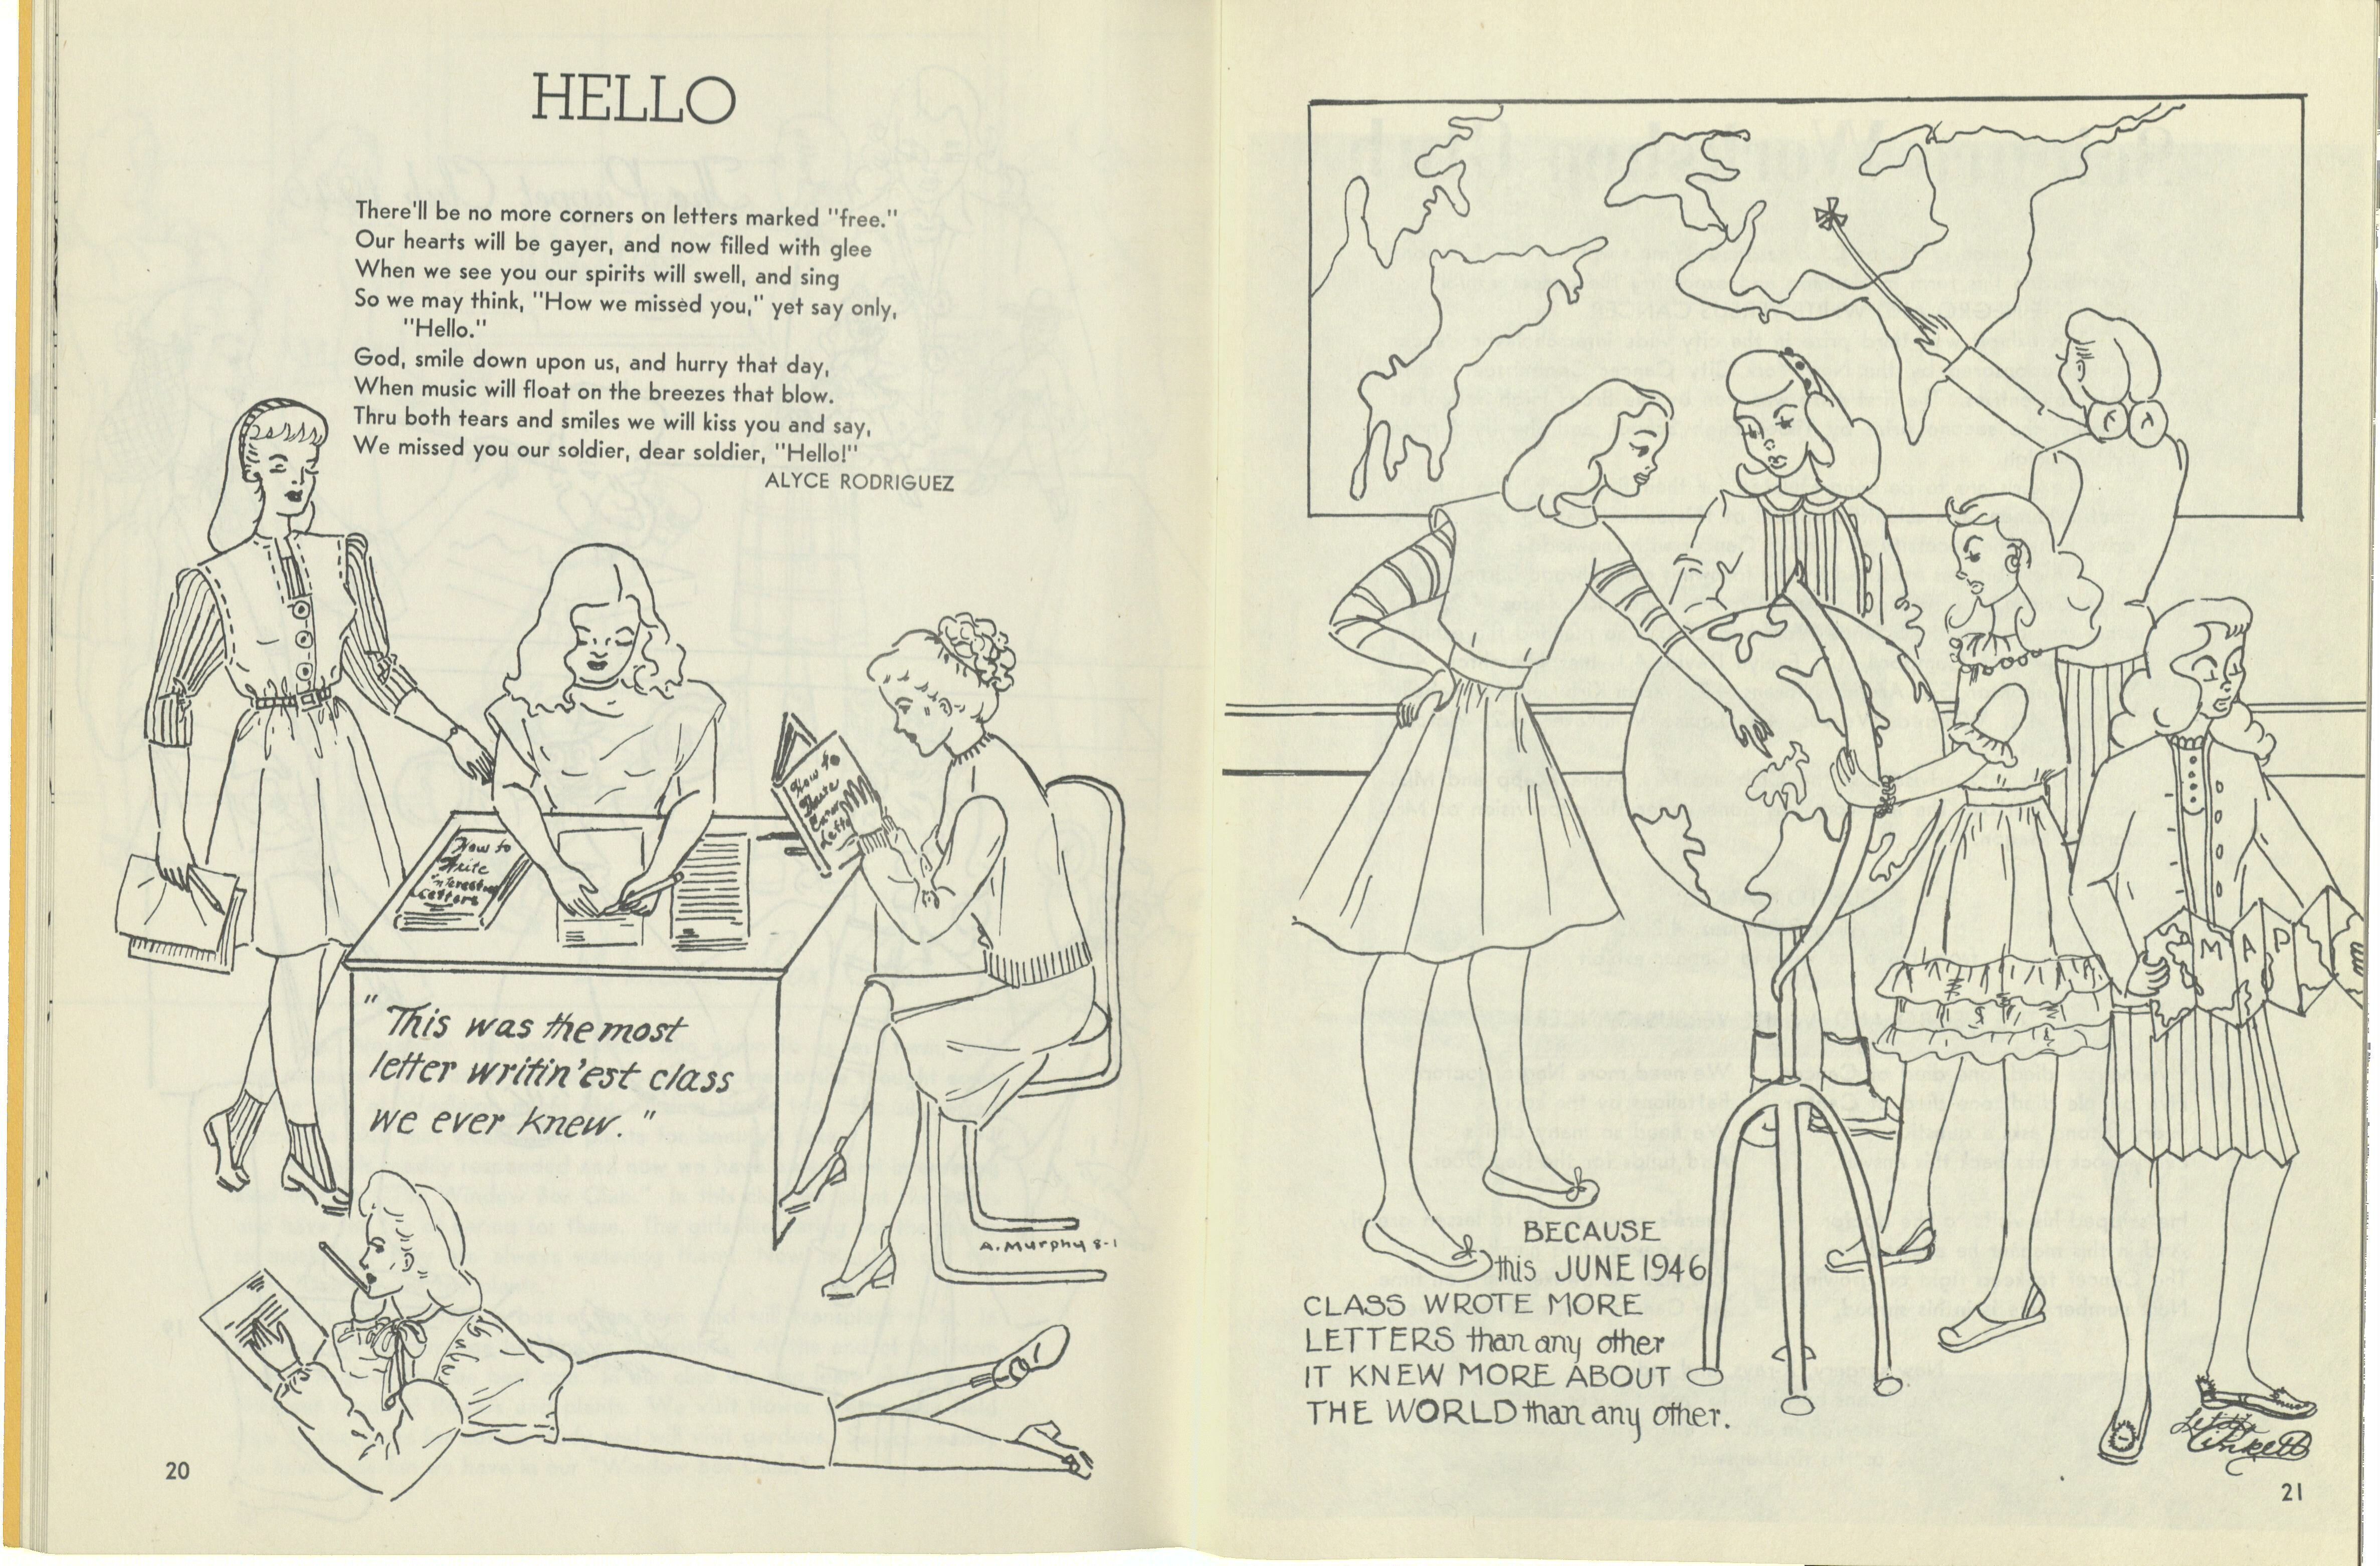 HELLO
There'll be no more corners on letters marked "free."
Our hearts will be gayer, and now filled with glee
When we see you our spirits will swell, and sing
So we may think, "How we missed you," yet say only,
"Hello."
God, smile down upon us, and hurry that day,
When music will float on the breezes that blow.
Thru both tears and smiles we will kiss you and say,
We missed you our soldier, dear soldier, "Hello!"
ALYCE RODRIGUEZ
How to
Write
Interesting
Letters
How to
"This was the most
letter writin'est class
we ever knew."
A. Murphy 8-1
20
MAP
BECAUSE
this JUNE 1946
CLASS WROTE MORE
LETTERS than any other
IT KNEW MORE ABOUT
THE WORLD than any other.
21